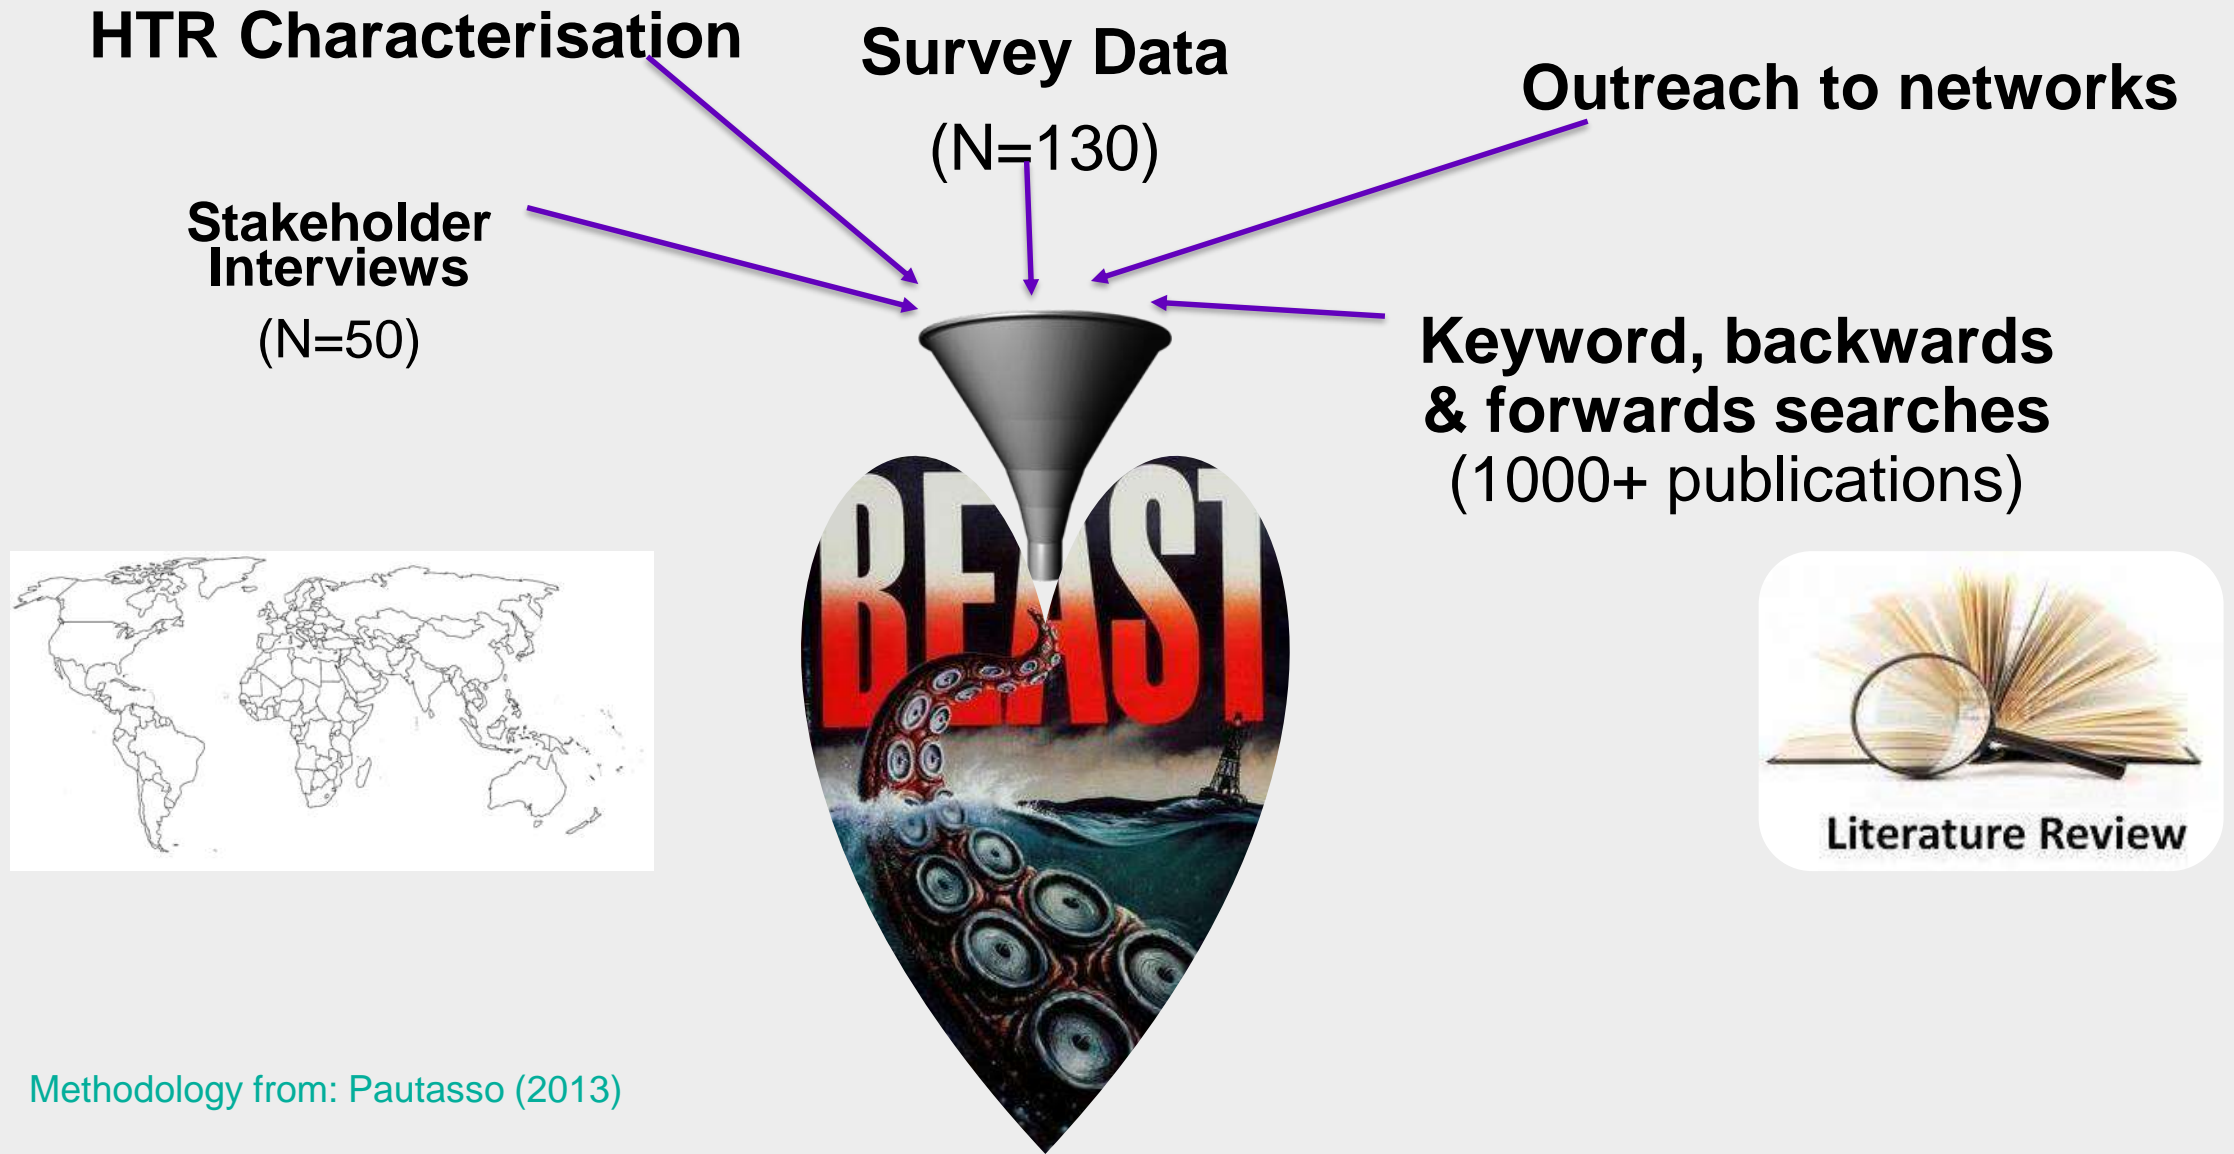 HTR Characterisation
Survey Data
(N=130)
Outreach to networks
Stakeholder
Interviews
(N=50)
Keyword, backwards
& forwards searches
(1000+ publications)
BEAST
Literature Review
Methodology from: Pautasso (2013)